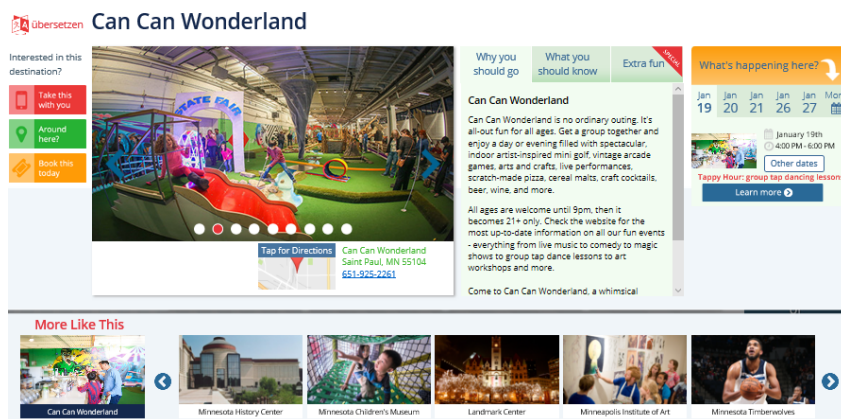 übersetzen
Can Can Wonderland
Interested in this
destination?
Take this
with you
Around
here?
Book this
today
STATE FAIR
Tap for Directions
Can Can Wonderland
Saint Paul, MN 55104
651-925-2261
Why you
should go
What you
should know
Extra fun
SPECIAL
Can Can Wonderland
Can Can Wonderland is no ordinary outing. It's
all-out fun for all ages. Get a group together and
enjoy a day or evening filled with spectacular,
indoor artist-inspired mini golf, vintage arcade
games, arts and crafts, live performances,
scratch-made pizza, cereal malts, craft cocktails,
beer, wine, and more.
All ages are welcome until 9pm, then it
becomes 21+ only. Check the website for the
most up-to-date information on all our fun events
- everything from live music to comedy to magic
shows to group tap dance lessons to art
workshops and more.
Come to Can Can Wonderland, a whimsical
What's happening here?
Jan Jan Jan Jan Jan Mor
19 20 21 26 27
January 19th
4:00 PM - 6:00 PM
Other dates
Tappy Hour: group tap dancing lesson
Learn more
More Like This
Can Can Wonderland
Minnesota History Center
Minnesota Children's Museum
Landmark Center
Minneapolis Institute of Art
Minnesota Timberwolves